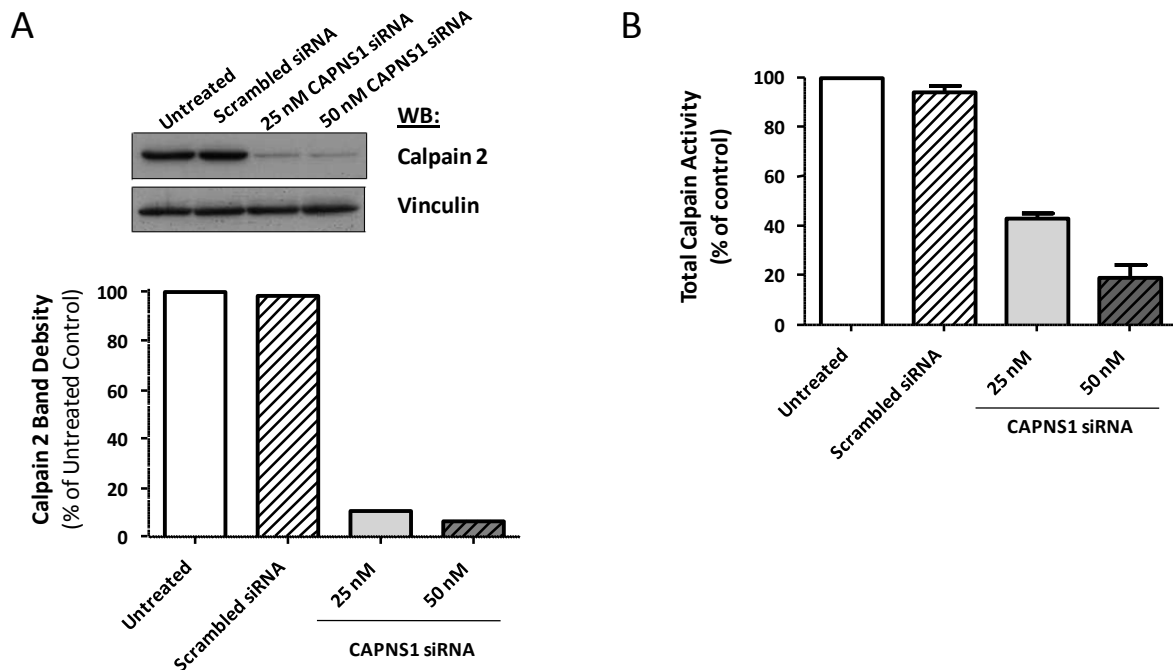 A
Untreated
Scrambled siRNA
25 nM CAPNS1 siRNA
50 nM CAPNS1 siRNA
WB:
Calpain 2
Vinculin
Calpain 2 Band Debsity
(% of Untreated Control)
100
80
60
40
20
0
Untreated
Scrambled siRNA
25 nM
50 nM
CAPNS1 siRNA
B
Total Calpain Activity
(% of control)
100
80
60
40
20
0
Untreated
Scrambled siRNA
25 nM
50 nM
CAPNS1 siRNA